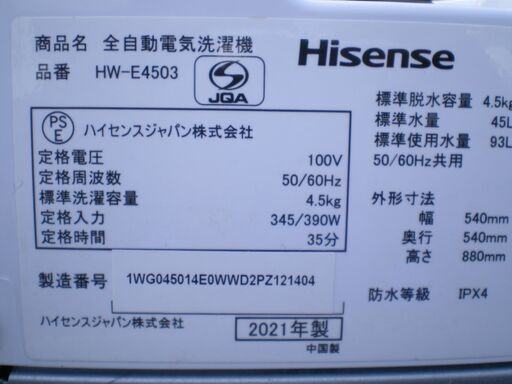 商品名 全自動電気洗濯機
Hisense
品番 HW-E4503
JQA
PS
E
ハイセンスジャパン株式会社
定格電圧 100V
定格周波数 50/60Hz
標準洗濯容量 4.5kg
定格入力 345/390W
定格時間 35分
標準脱水容量 4.5kg
標準水量 45L
標準使用水量 93L
50/60Hz共用
外形寸法
幅 540mm
奥行 540mm
高さ 880mm
防水等級 IPX4
製造番号 1WG045014E0WWD2PZ121404
ハイセンスジャパン株式会社
2021年製
中国製